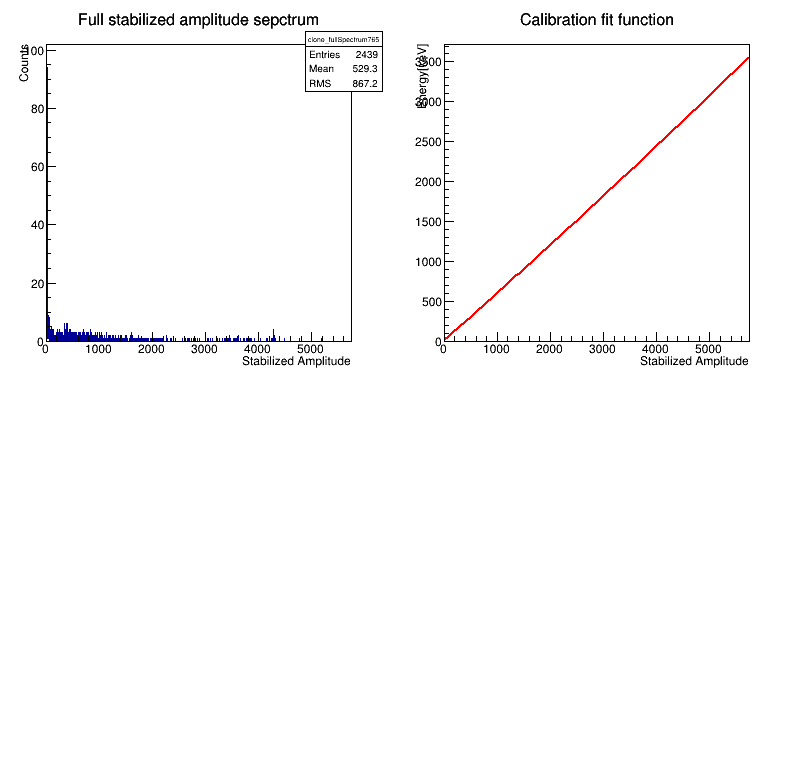 Full stabilized amplitude sepctrum
clone_fullSpectrum765
Entries 2439
Mean 529.3
RMS 867.2
Counts
100
80
60
40
20
0
0 1000 2000 3000 4000 5000
Stabilized Amplitude
Calibration fit function
Energy[keV]
3500
3000
2500
2000
1500
1000
500
0
0 1000 2000 3000 4000 5000
Stabilized Amplitude